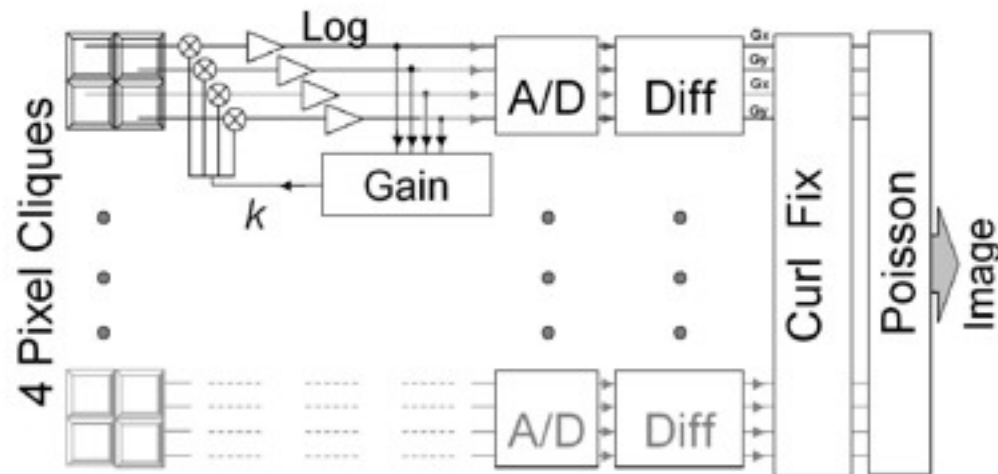 4 Pixel Cliques
Log
A/D
Diff
Gx
Gy
Gx
Gy
Gain
k
A/D
Diff
Curl Fix
Poisson
Image